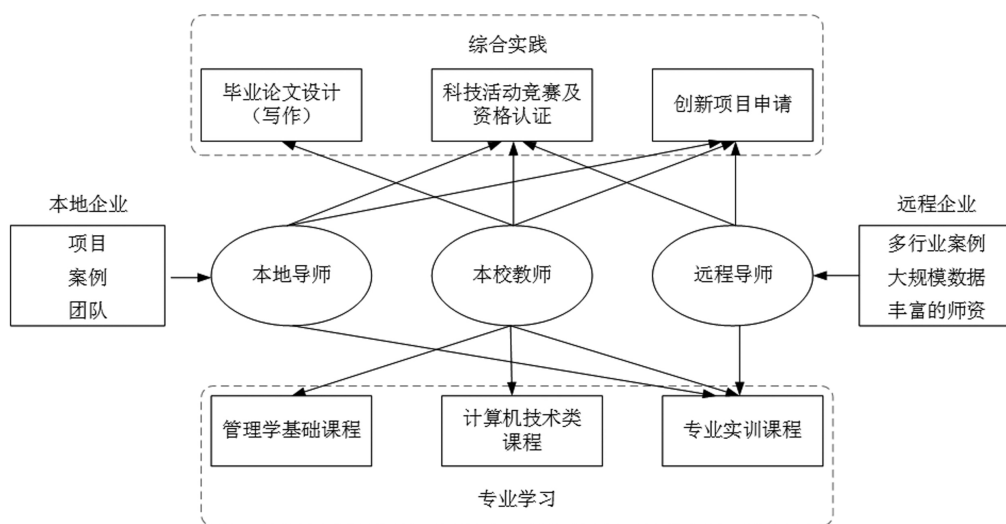 综合实践
毕业论文设计
（写作）
科技活动竞赛及
资格认证
创新项目申请
本地企业
项目
案例
团队
本地导师
本校教师
远程导师
远程企业
多行业案例
大规模数据
丰富的师资
管理学基础课程
计算机技术类
课程
专业实训课程
专业学习